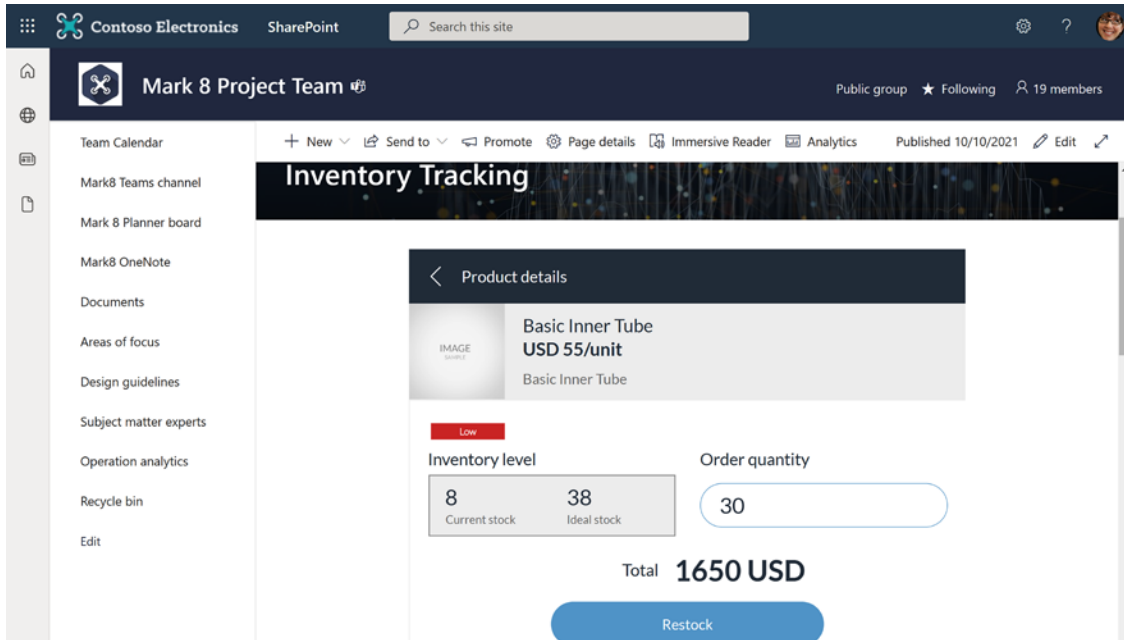 Contoso Electronics SharePoint Search this site ?
Mark 8 Project Team Public group Following 19 members
Team Calendar
Mark8 Teams channel
Mark 8 Planner board
Mark8 OneNote
Documents
Areas of focus
Design guidelines
Subject matter experts
Operation analytics
Recycle bin
Edit
New Send to Promote Page details Immersive Reader Analytics Published 10/10/2021 Edit
Inventory Tracking
Product details
IMAGE
SAMPLE
Basic Inner Tube
USD 55/unit
Basic Inner Tube
Low
Inventory level Order quantity
8 38 30
Current stock Ideal stock
Total 1650 USD
Restock